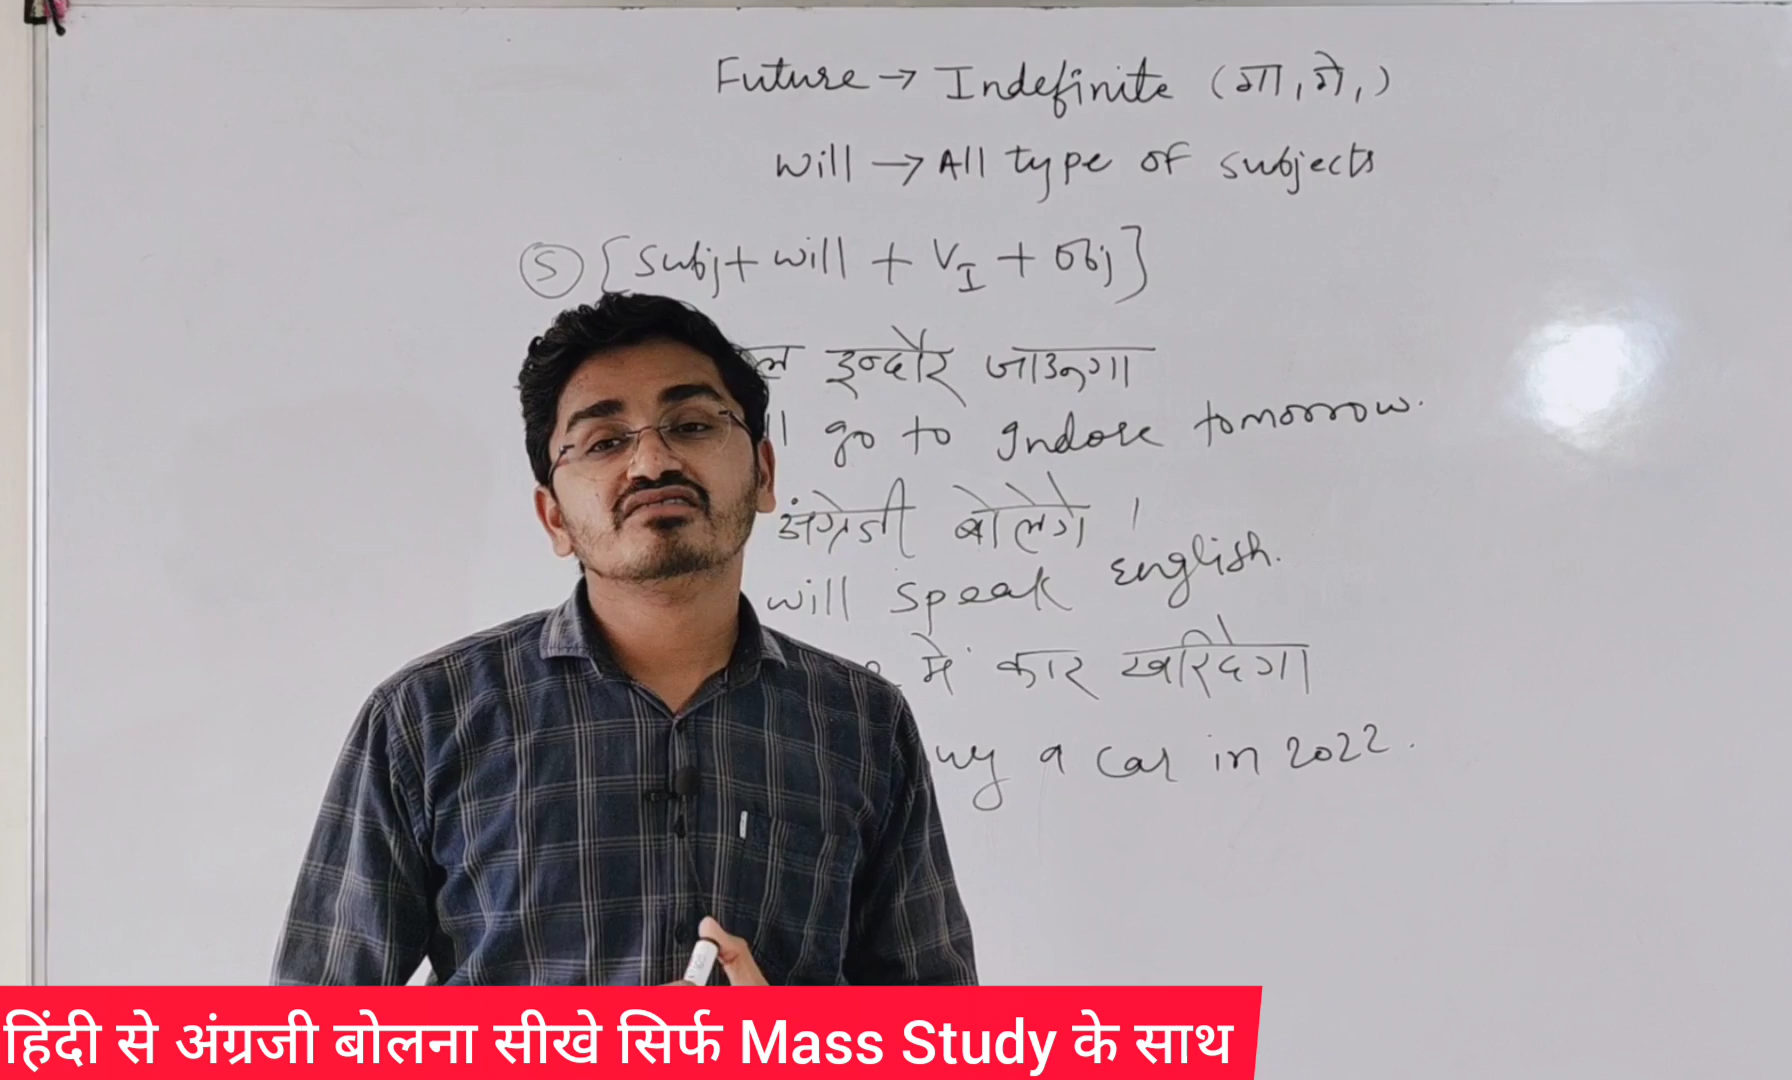 Future → Indefinite (गा, गे,)
Will → All type of subjects
S [Subj + will + VI + Obj]
इन्दौर जाउnगा
go to Indore tomorrow.
अंग्रेजी बोलेगे ।
will speak English.
में कार खरिदेगा
a car in 2022.
हिंदी से अंग्रजी बोलना सीखे सिर्फ Mass Study के साथ